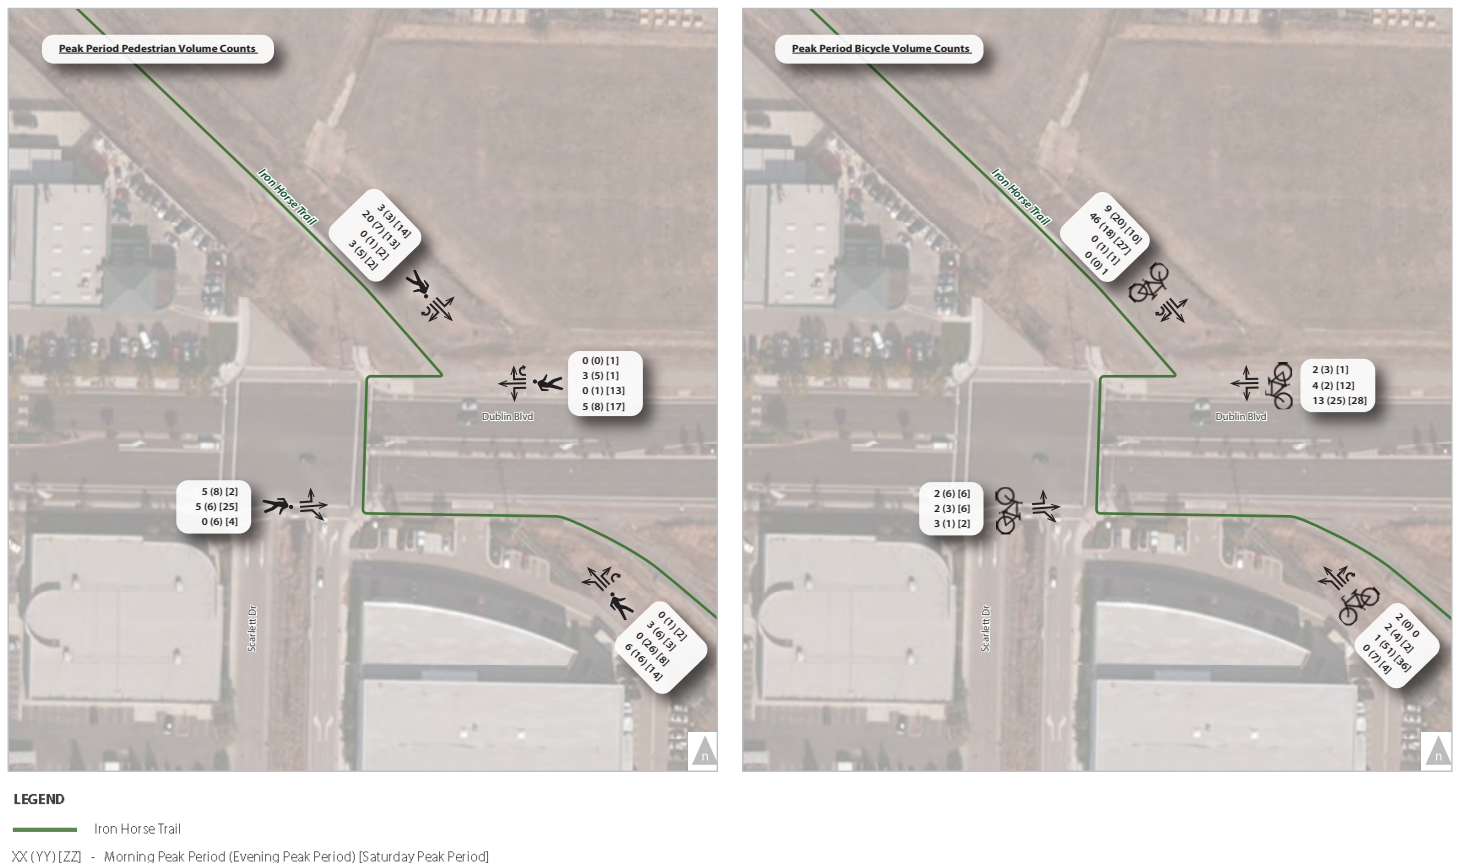 Peak Period Pedestrian Volume Counts
Iron Horse Trail
3 (3) [14]
20 (7) [13]
0 (1) [2]
3 (5) [2]
0 (0) [1]
3 (5) [1]
0 (1) [13]
5 (8) [17]
Dublin Blvd
5 (8) [2]
5 (6) [25]
0 (6) [4]
Scarlett Dr
0 (1) [2]
3 (6) [3]
0 (26) [8]
6 (16) [14]
n
Peak Period Bicycle Volume Counts
Iron Horse Trail
9 (20) [10]
46 (18) [27]
0 (1) [1]
0 (0) 1
2 (3) [1]
4 (2) [12]
13 (25) [28]
Dublin Blvd
2 (6) [6]
2 (3) [6]
3 (1) [2]
Scarlett Dr
2 (0) 0
2 (4) [2]
1 (51) [36]
0 (7) [4]
n
LEGEND
Iron Horse Trail
XX (YY) [ZZ] - Morning Peak Period (Evening Peak Period) [Saturday Peak Period]